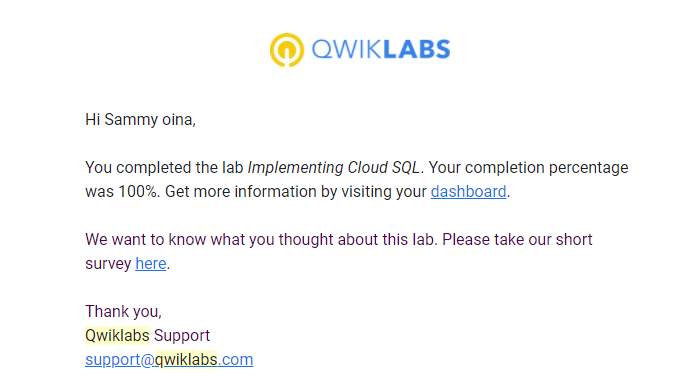 QWIKLABS
Hi Sammy oina,
You completed the lab Implementing Cloud SQL. Your completion percentage
was 100%. Get more information by visiting your dashboard.
We want to know what you thought about this lab. Please take our short
survey here.
Thank you,
Qwiklabs Support
support@qwiklabs.com